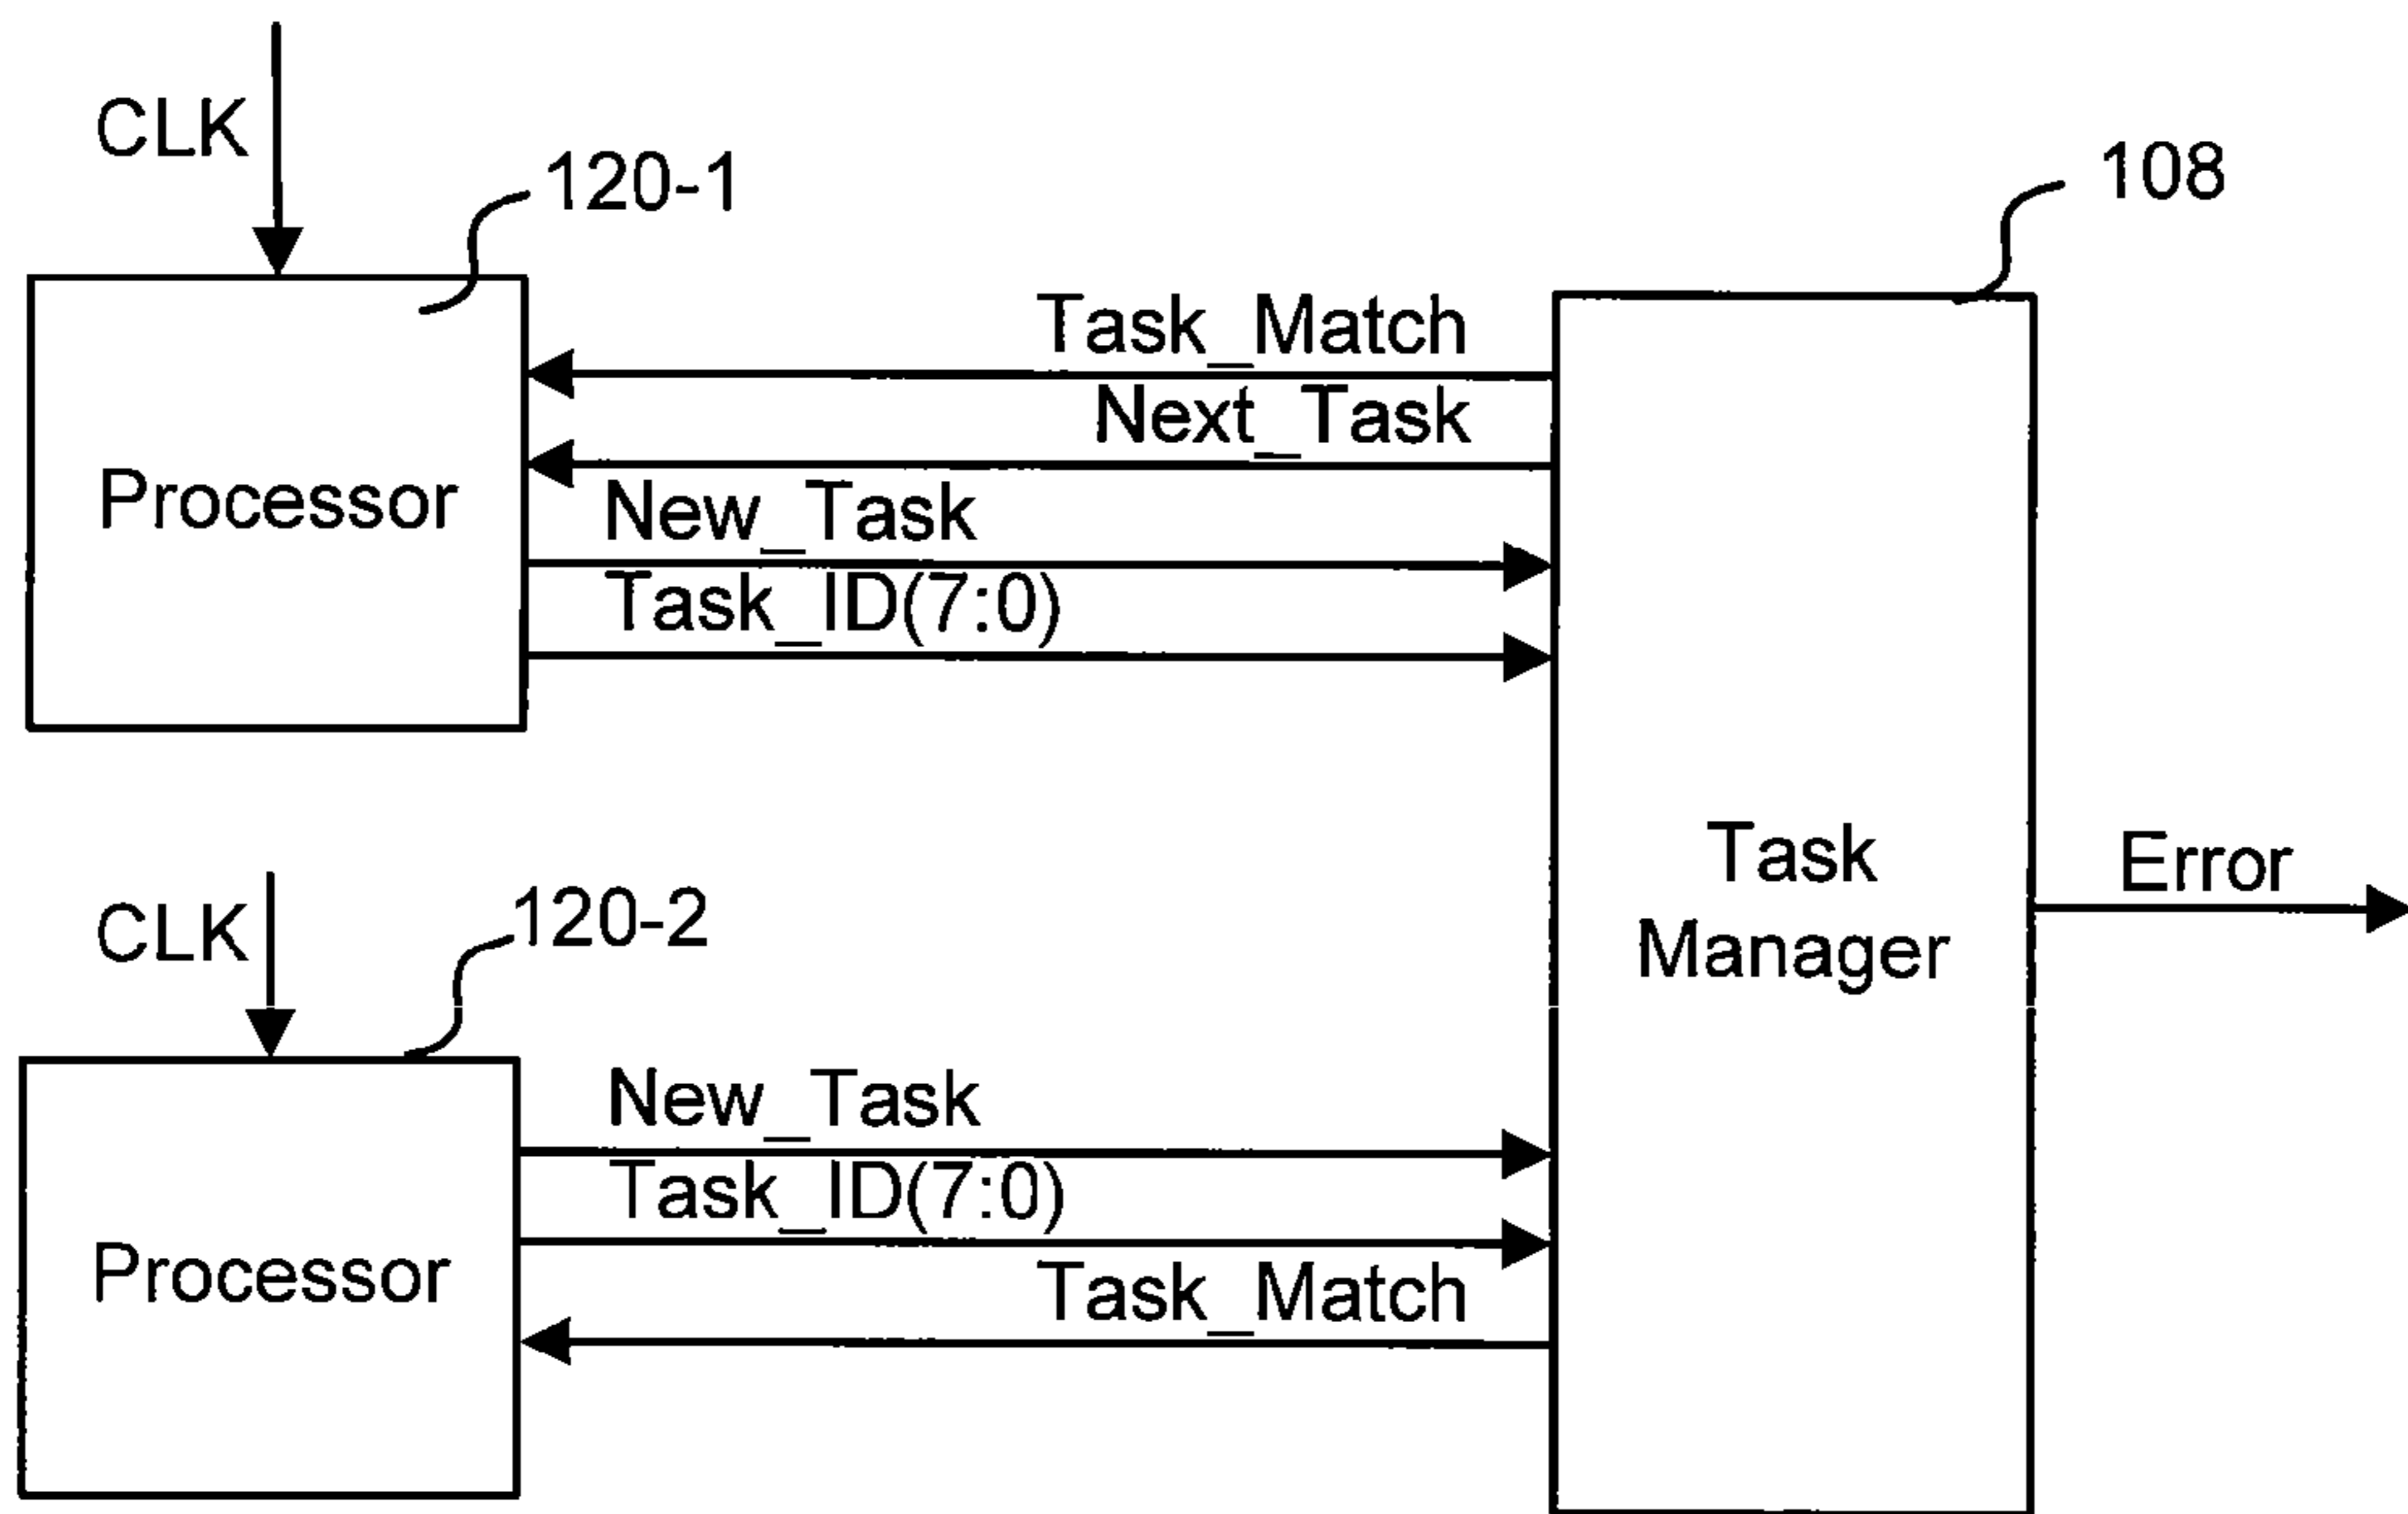 CLK
120-1
108
Task_Match
Next_Task
Processor
New_Task
Task_ID(7:0)
Task
Manager
Error
CLK
120-2
New_Task
Task_ID(7:0)
Processor
Task_Match